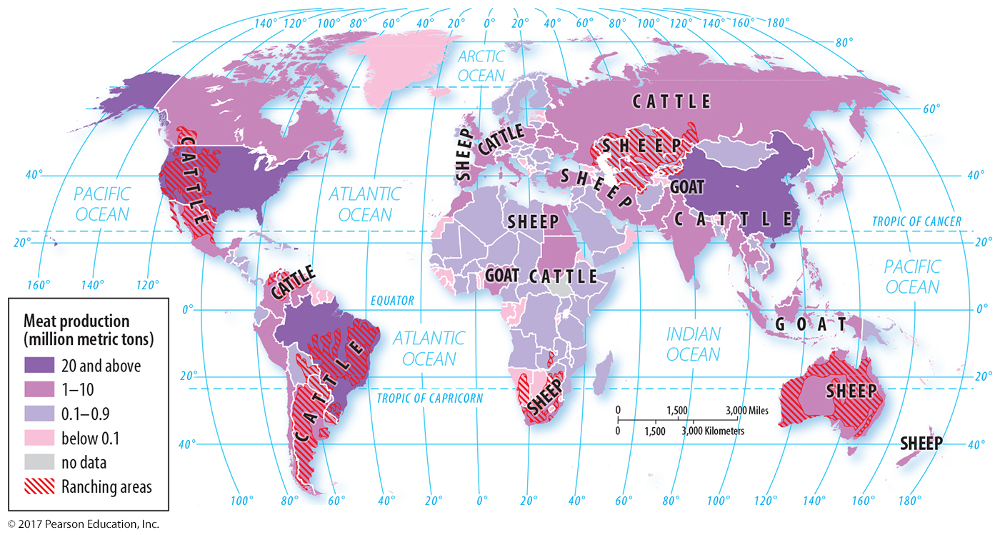 140° 120° 100° 80° 60° 40° 20° 0° 20° 40° 60° 80° 100° 120° 140° 160° 180°
80°
ARCTIC
OCEAN
CATTLE
60°
CATTLE
SHEEP
CATTLE
SHEEP
40°
SHEEP
GOAT
40°
PACIFIC
OCEAN
ATLANTIC
OCEAN
SHEEP
CATTLE
TROPIC OF CANCER
20°
20°
160° 140° 120°
CATTLE
GOAT
CATTLE
PACIFIC
OCEAN
EQUATOR
0°
0°
GOAT
ATLANTIC
OCEAN
INDIAN
OCEAN
CATTLE
20°
20°
TROPIC OF CAPRICORN
SHEEP
SHEEP
0 1,500 3,000 Miles
0 1,500 3,000 Kilometers
40°
SHEEP
40°
100° 80° 60° 40° 20° 0° 20° 40° 60° 80° 100° 120° 140° 160° 180°
Meat production
(million metric tons)
20 and above
1–10
0.1–0.9
below 0.1
no data
Ranching areas
© 2017 Pearson Education, Inc.